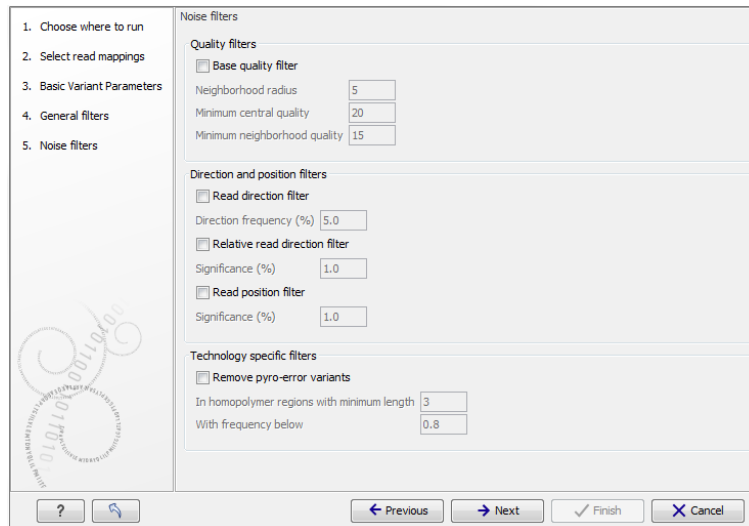 1. Choose where to run
2. Select read mappings
3. Basic Variant Parameters
4. General filters
5. Noise filters
Noise filters
Quality filters
Base quality filter
Neighborhood radius 5
Minimum central quality 20
Minimum neighborhood quality 15
Direction and position filters
Read direction filter
Direction frequency (%) 5.0
Relative read direction filter
Significance (%) 1.0
Read position filter
Significance (%) 1.0
Technology specific filters
Remove pyro-error variants
In homopolymer regions with minimum length 3
With frequency below 0.8
? Previous Next Finish Cancel